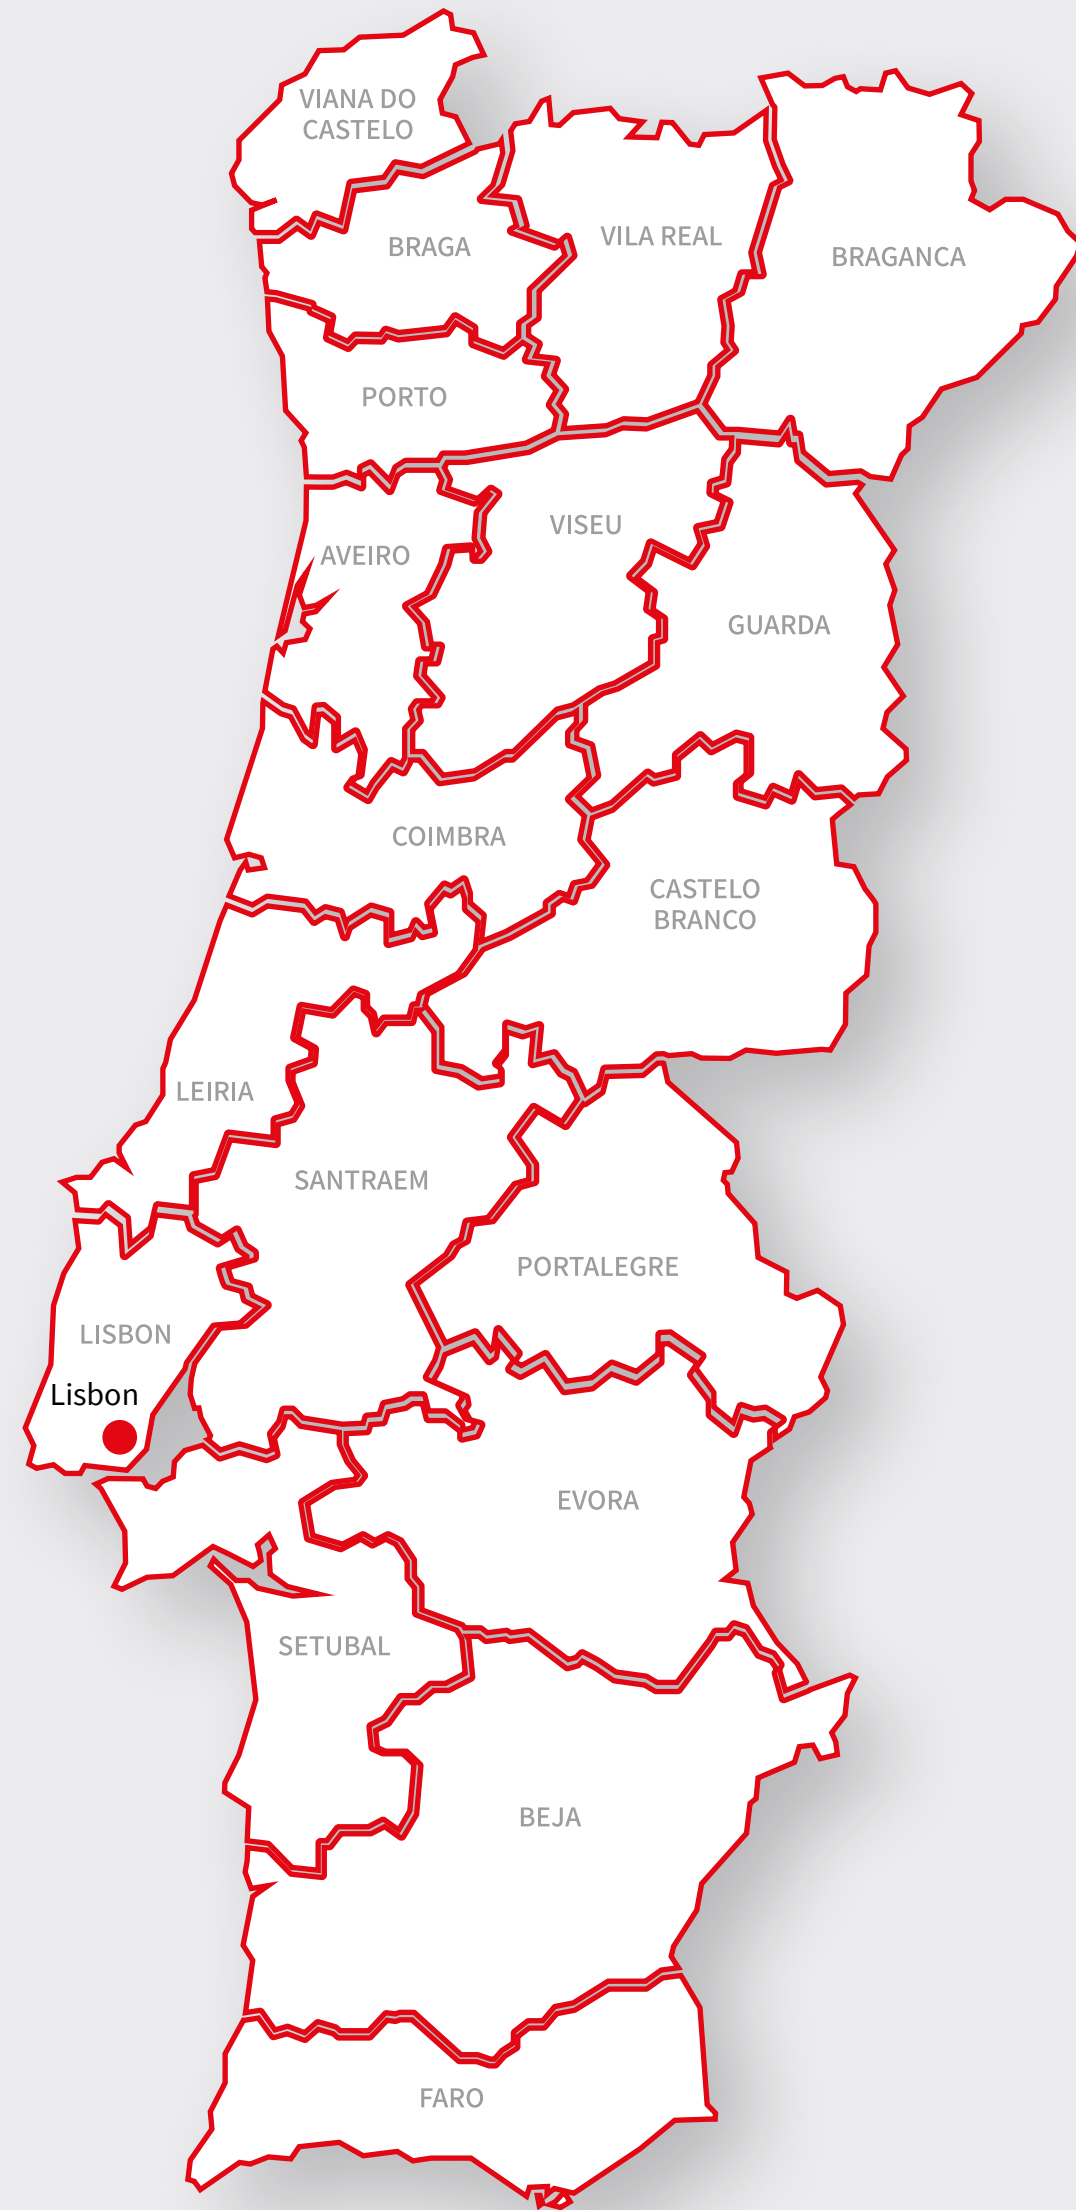 VIANA DO
CASTELO
BRAGA
VILA REAL
BRAGANCA
PORTO
VISEU
AVEIRO
GUARDA
COIMBRA
CASTELO
BRANCO
LEIRIA
SANTRAEM
PORTALEGRE
LISBON
Lisbon
EVORA
SETUBAL
BEJA
FARO